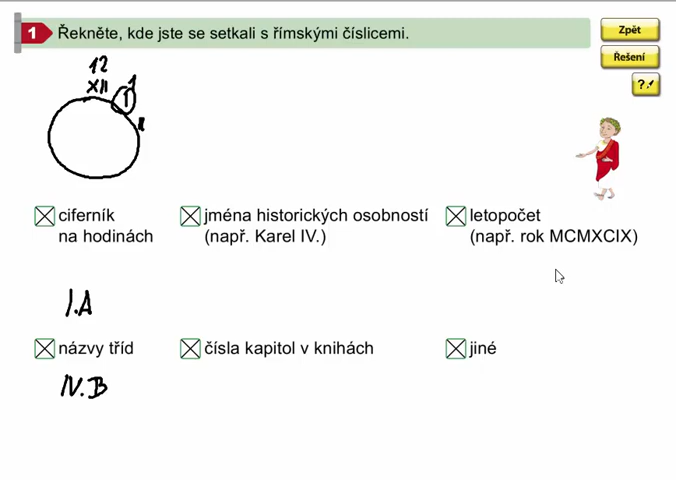 1 Řekněte, kde jste se setkali s římskými číslicemi.
Zpět
Řešení
?
12
XII
1
I
ciferník
na hodinách
jména historických osobností
(např. Karel IV.)
letopočet
(např. rok MCMXCIX)
I.A
názvy tříd
čísla kapitol v knihách
jiné
IV.B